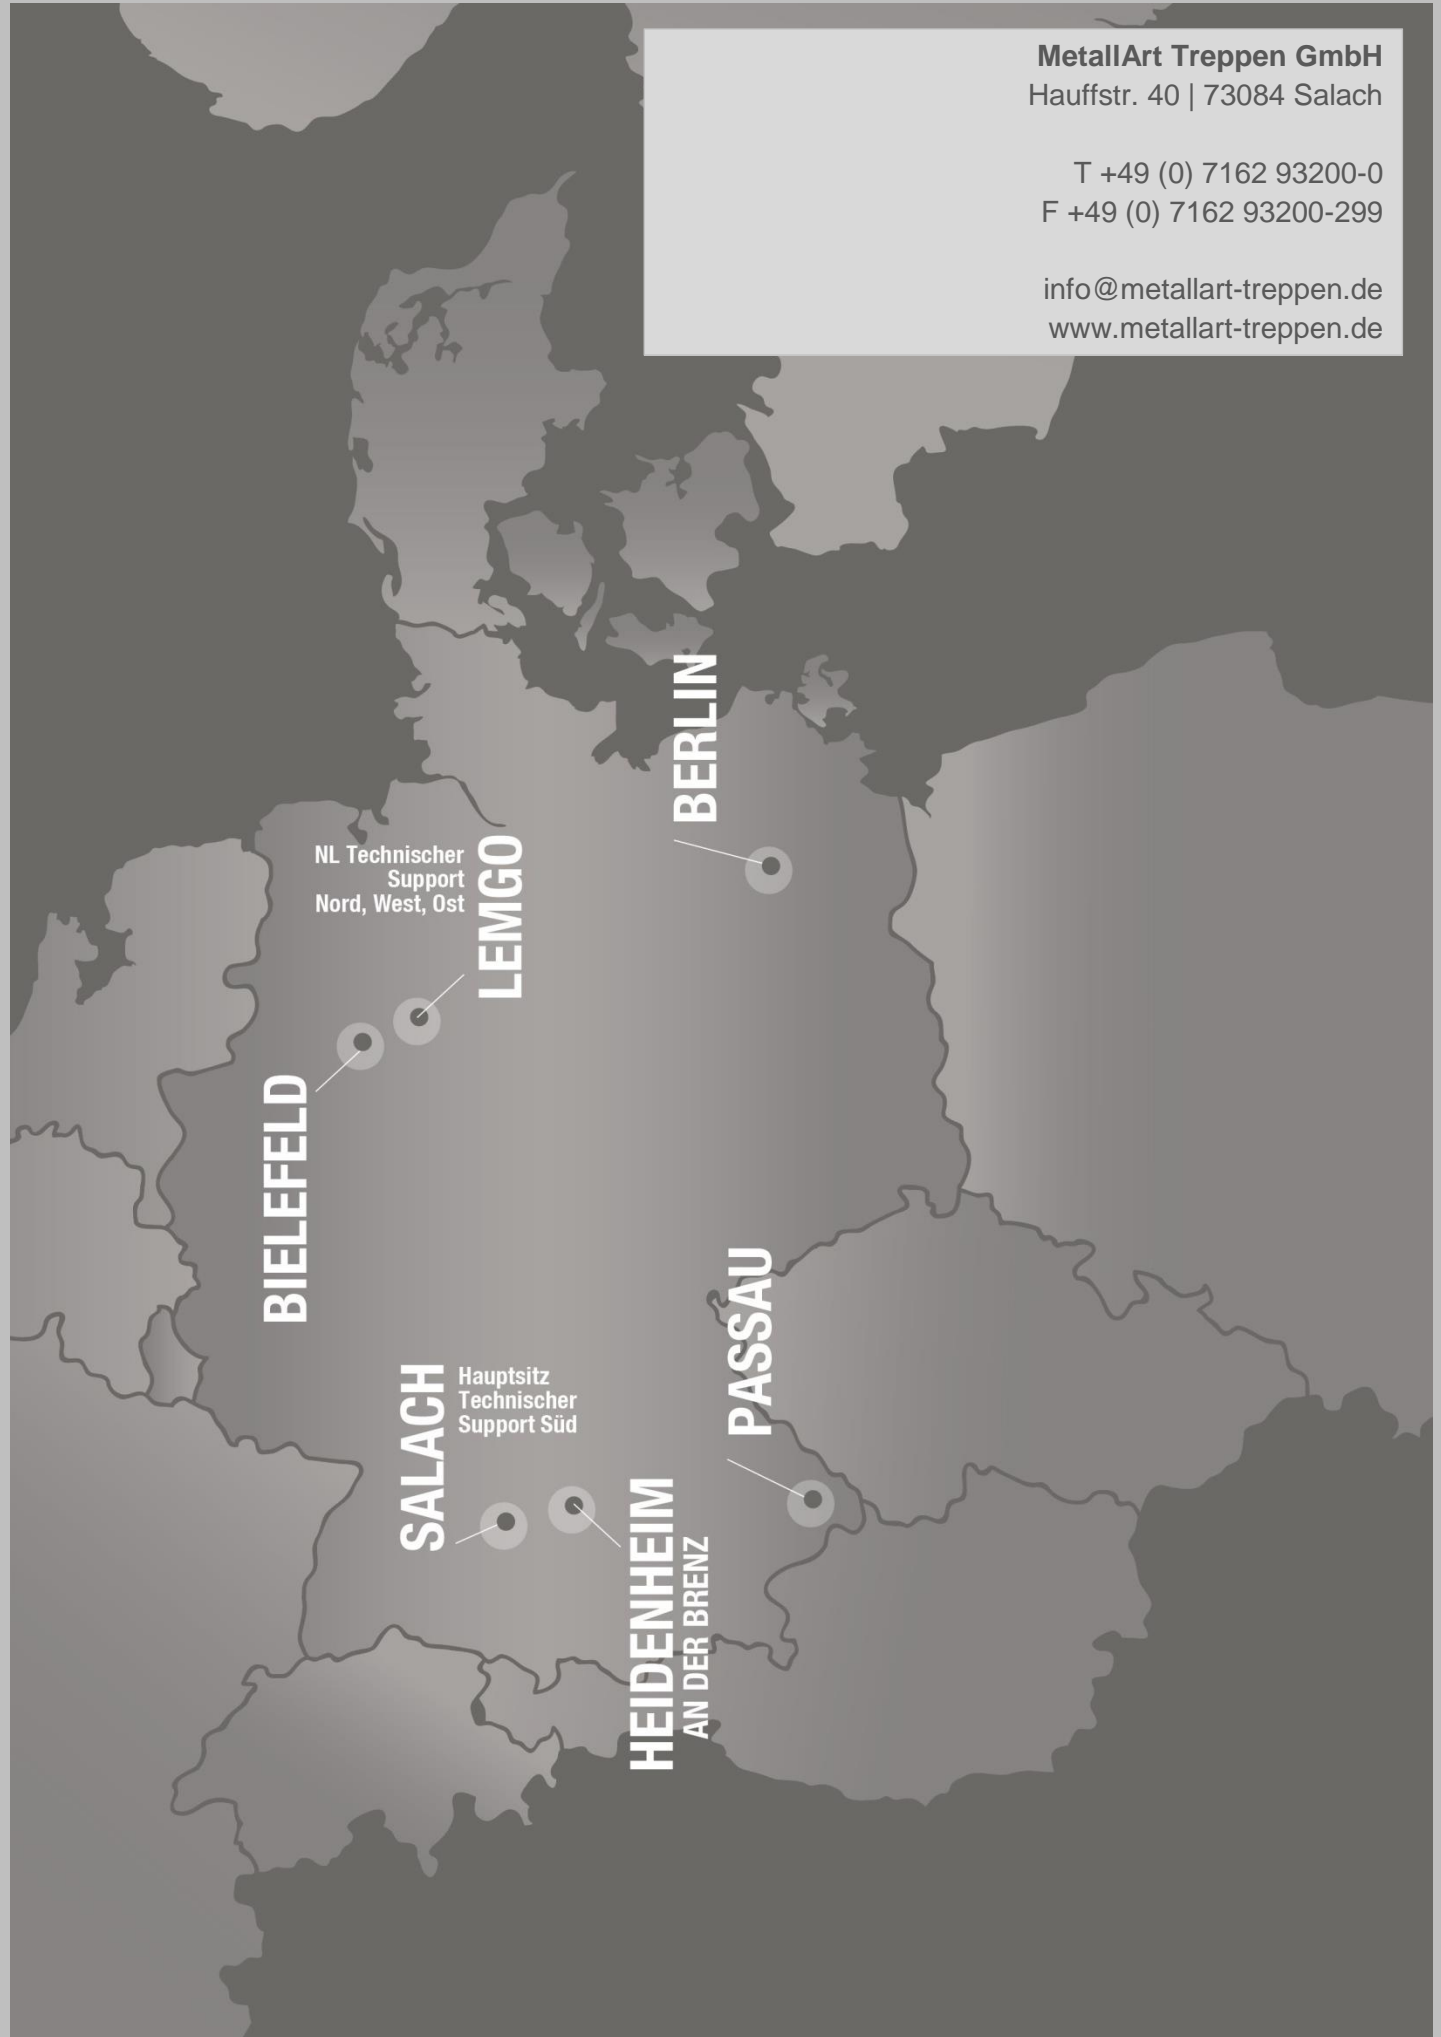 MetallArt Treppen GmbH
Hauffstr. 40 | 73084 Salach
T +49 (0) 7162 93200-0
F +49 (0) 7162 93200-299
info@metallart-treppen.de
www.metallart-treppen.de
BERLIN
NL Technischer
Support
Nord, West, Ost
LEMGO
BIELEFELD
PASSAU
SALACH
Hauptsitz
Technischer
Support Süd
HEIDENHEIM
AN DER BRENZ